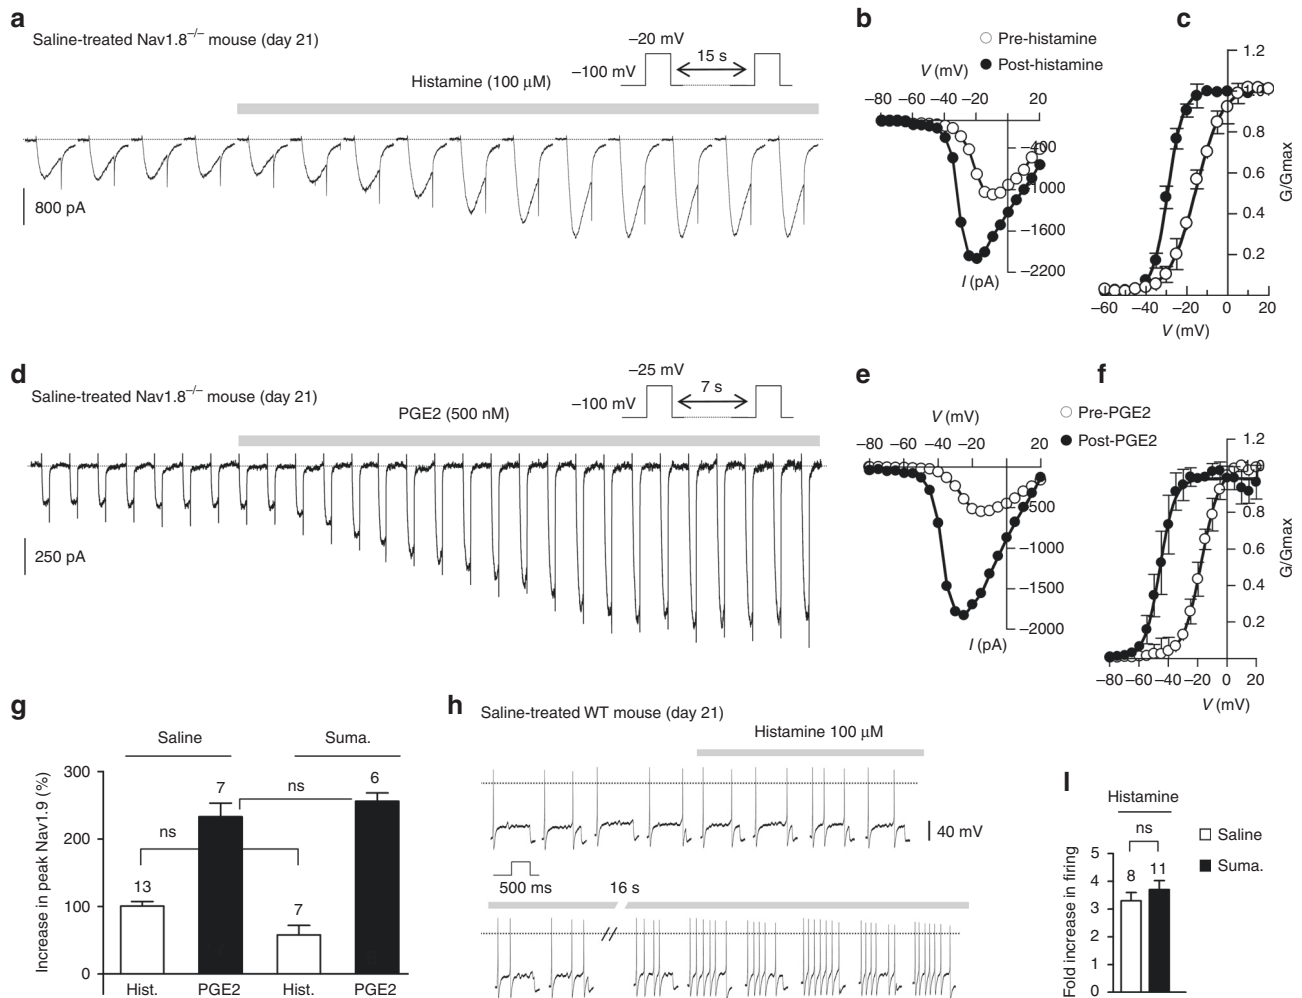 a
Saline-treated Nav1.8−/− mouse (day 21)
−20 mV
−100 mV
15 s
Histamine (100 μM)
800 pA
b
Pre-histamine
Post-histamine
V (mV)
−80 −60 −40 −20 20
−400
−1000
−1600
−2200
I (pA)
c
1.2
1.0
0.8
0.6
0.4
0.2
G/Gmax
−60 −40 −20 0 20
V (mV)
d
Saline-treated Nav1.8−/− mouse (day 21)
−25 mV
−100 mV
7 s
PGE2 (500 nM)
250 pA
e
Pre-PGE2
Post-PGE2
V (mV)
−80 −60 −40 −20 20
−500
−1000
−1500
−2000
I (pA)
f
1.2
1.0
0.8
0.6
0.4
0.2
G/Gmax
−80 −60 −40 −20 0 20
V (mV)
g
Saline Suma.
Increase in peak Nav1.9 (%)
300
200
100
0
13
7
7
6
ns
ns
Hist. PGE2 Hist. PGE2
h
Saline-treated WT mouse (day 21)
Histamine 100 μM
40 mV
500 ms
16 s
I
Histamine
ns
8
11
Saline
Suma.
Fold increase in firing
5
4
3
2
1
0